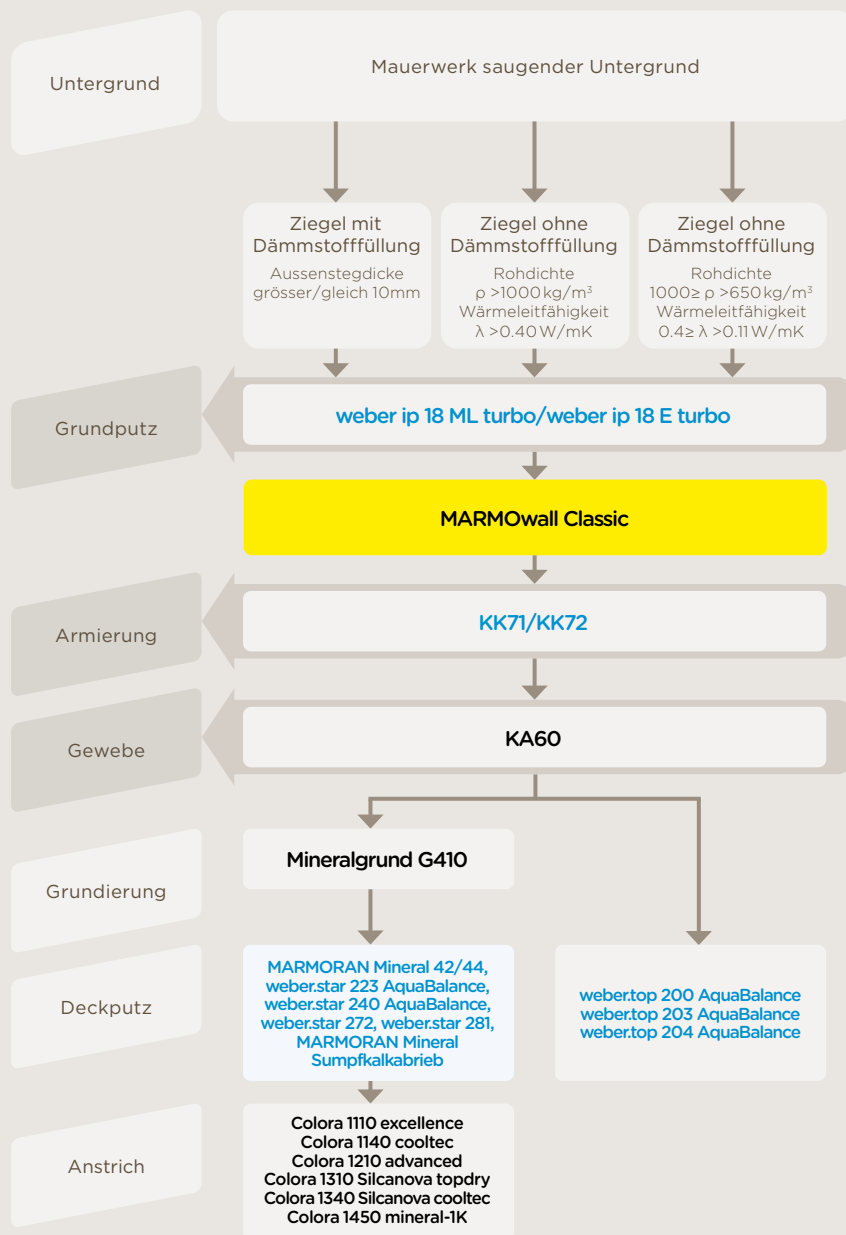 Untergrund
Mauerwerk saugender Untergrund
Ziegel mit
Dämmstofffüllung
Aussenstegdicke
grösser/gleich 10mm
Ziegel ohne
Dämmstofffüllung
Rohdichte
ρ >1000 kg/m³
Wärmeleitfähigkeit
λ >0.40 W/mK
Ziegel ohne
Dämmstofffüllung
Rohdichte
1000≥ ρ >650 kg/m³
Wärmeleitfähigkeit
0.4≥ λ >0.11 W/mK
Grundputz
weber ip 18 ML turbo/weber ip 18 E turbo
MARMOwall Classic
Armierung
KK71/KK72
Gewebe
KA60
Grundierung
Mineralgrund G410
Deckputz
MARMORAN Mineral 42/44,
weber.star 223 AquaBalance,
weber.star 240 AquaBalance,
weber.star 272, weber.star 281,
MARMORAN Mineral
Sumpfkalkabrieb
weber.top 200 AquaBalance
weber.top 203 AquaBalance
weber.top 204 AquaBalance
Anstrich
Colora 1110 excellence
Colora 1140 cooltec
Colora 1210 advanced
Colora 1310 Silcanova topdry
Colora 1340 Silcanova cooltec
Colora 1450 mineral-1K